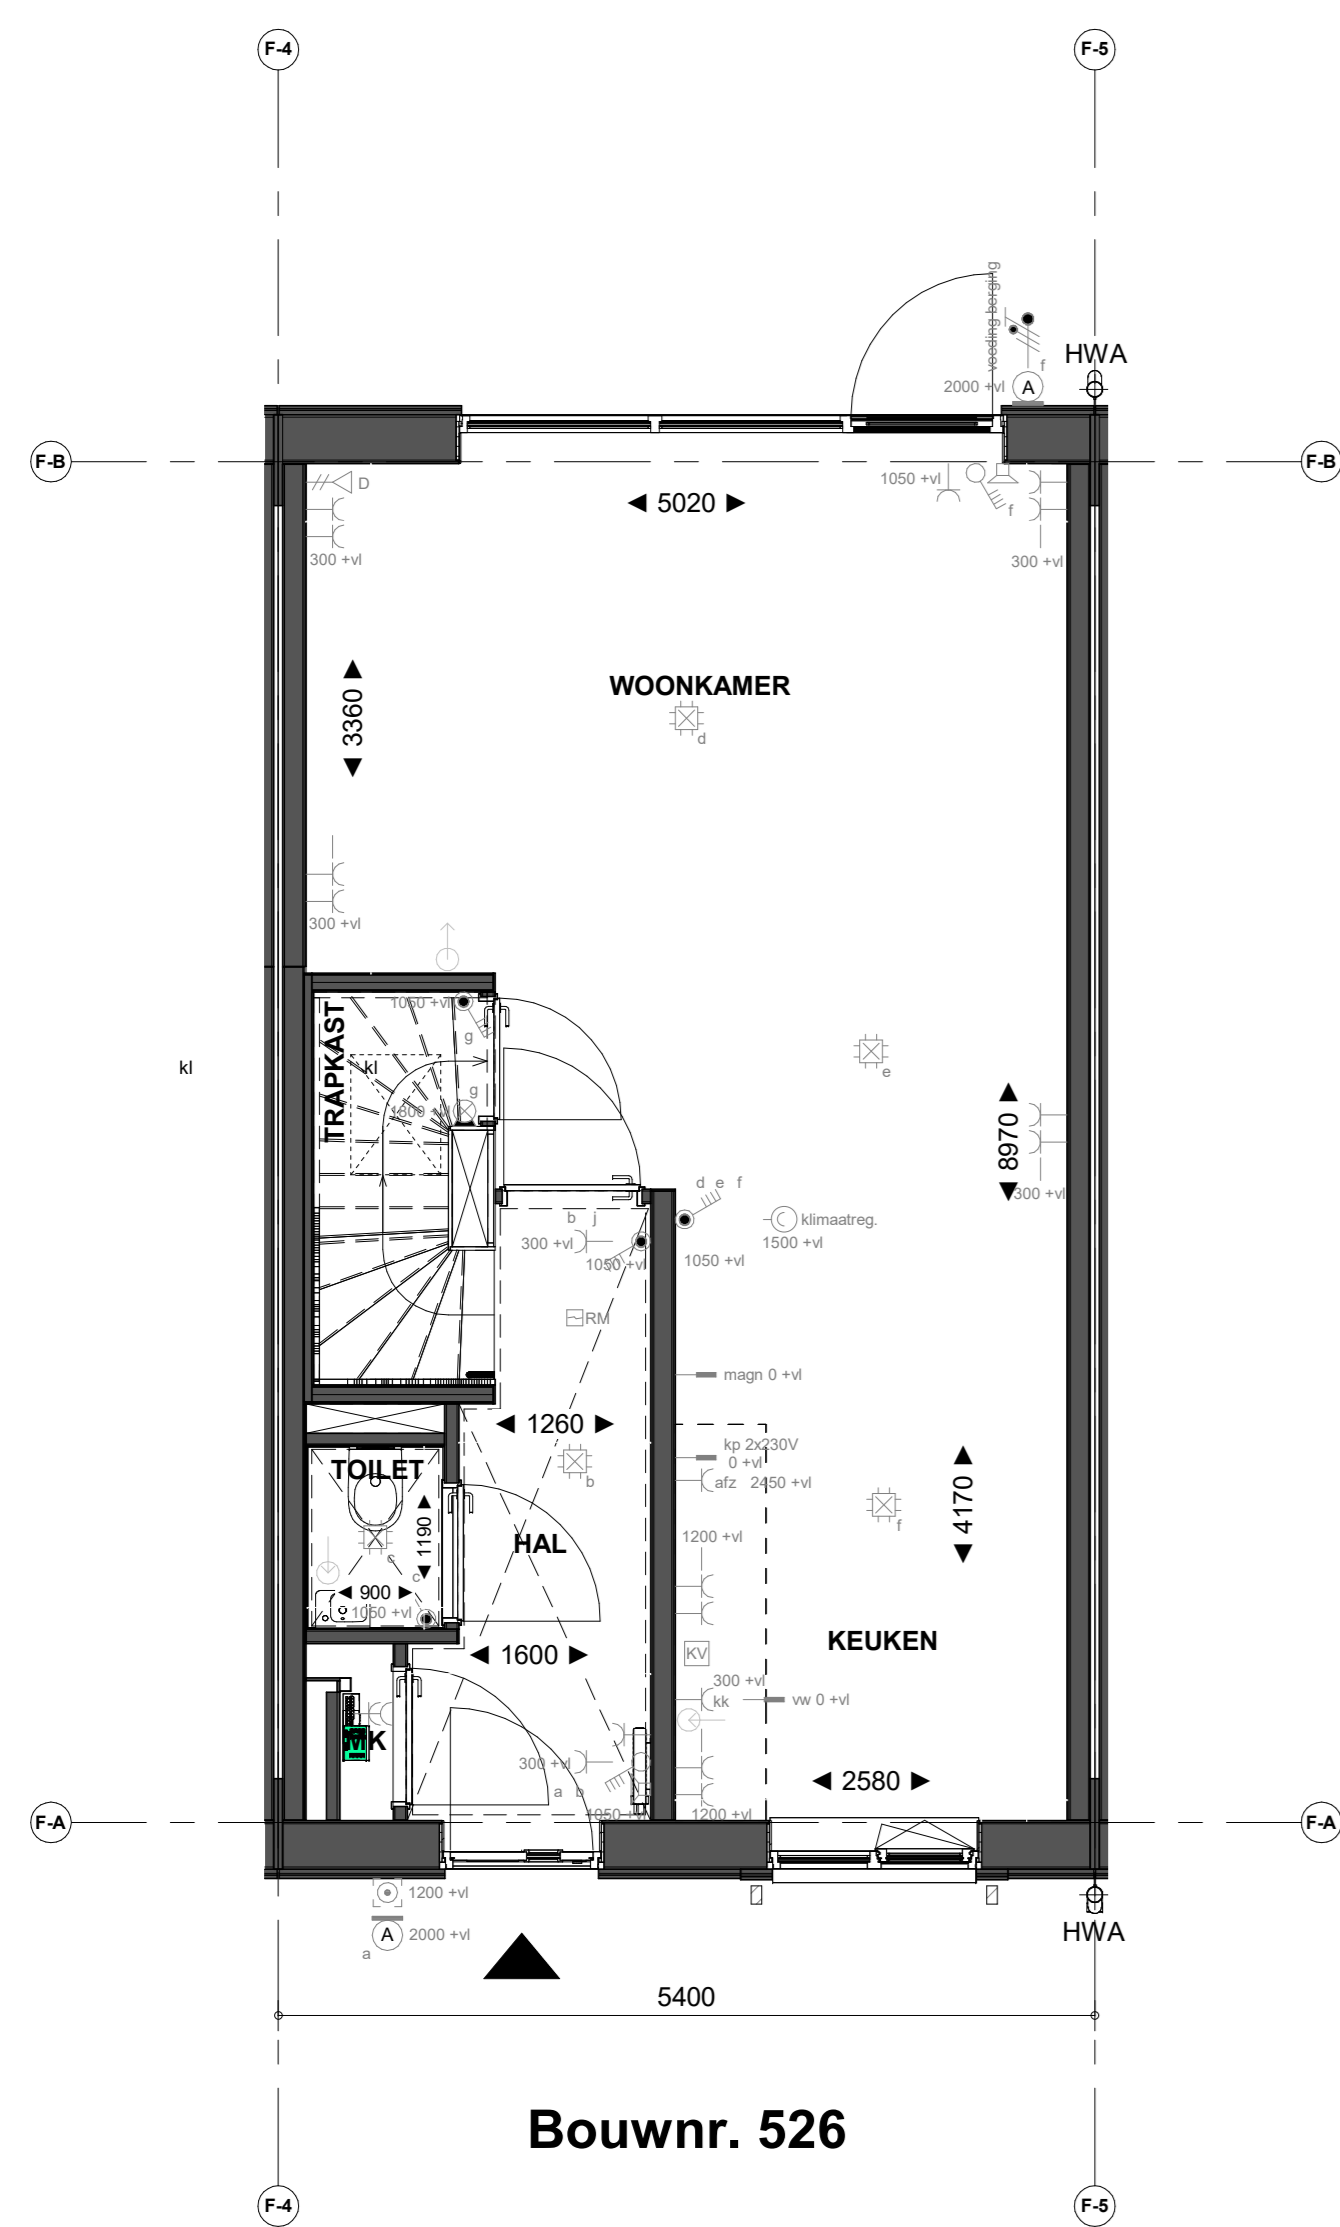 F-4
F-5
voeding berging
HWA
f
2000 +vl
A
F-B
F-B
D
1050 +vl
5020
f
300 +vl
300 +vl
WOONKAMER
3360
d
300 +vl
TRAPKAST
1050 +vl
g
kl
kl
e
g
1800 +vl
8970
300 +vl
d e f
b j
klimaatreg.
300 +vl
1500 +vl
1050 +vl
1050 +vl
RM
magn 0 +vl
1260
kp 2x230V
0 +vl
TOILET
b
afz 2450 +vl
4170
f
1190
1200 +vl
HAL
c
c
900
1050 +vl
KEUKEN
1600
KV
300 +vl
kk
vw 0 +vl
MK
300 +vl
2580
a b
1050 +vl
1200 +vl
F-A
F-A
1200 +vl
A
2000 +vl
a
HWA
5400
Bouwnr. 526
F-4
F-5